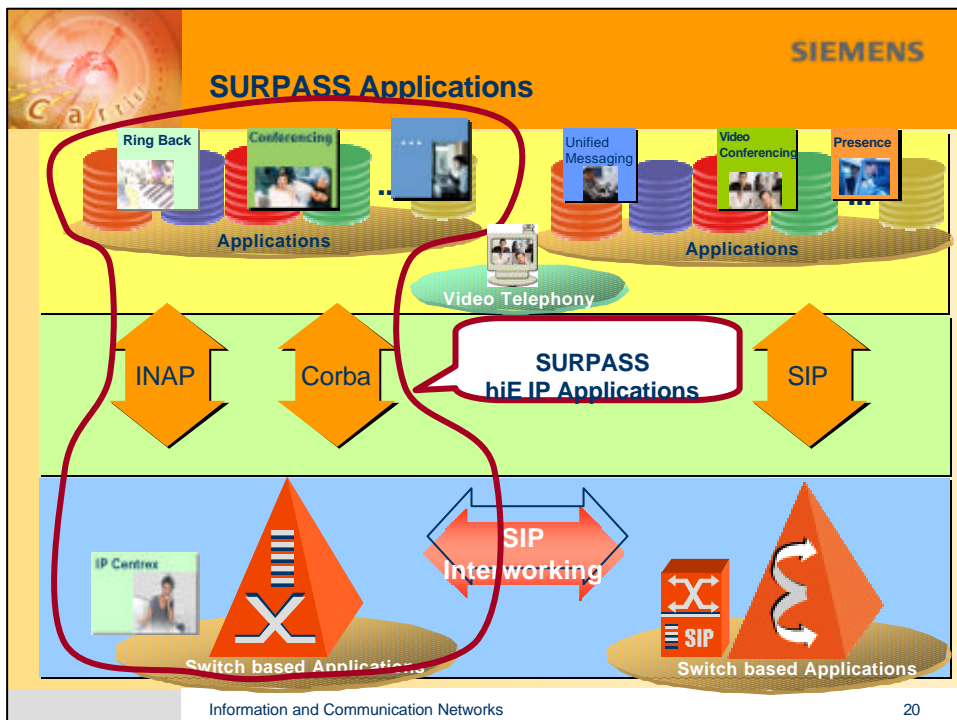 SIEMENS
SURPASS Applications
Carri
Ring Back
Conferencing
...
Unified
Messaging
Video
Conferencing
Presence
...
...
Applications
Applications
Video Telephony
INAP
Corba
SURPASS
hiE IP Applications
SIP
SIP
Interworking
IP Centrex
SIP
Switch based Applications
Switch based Applications
Information and Communication Networks
20